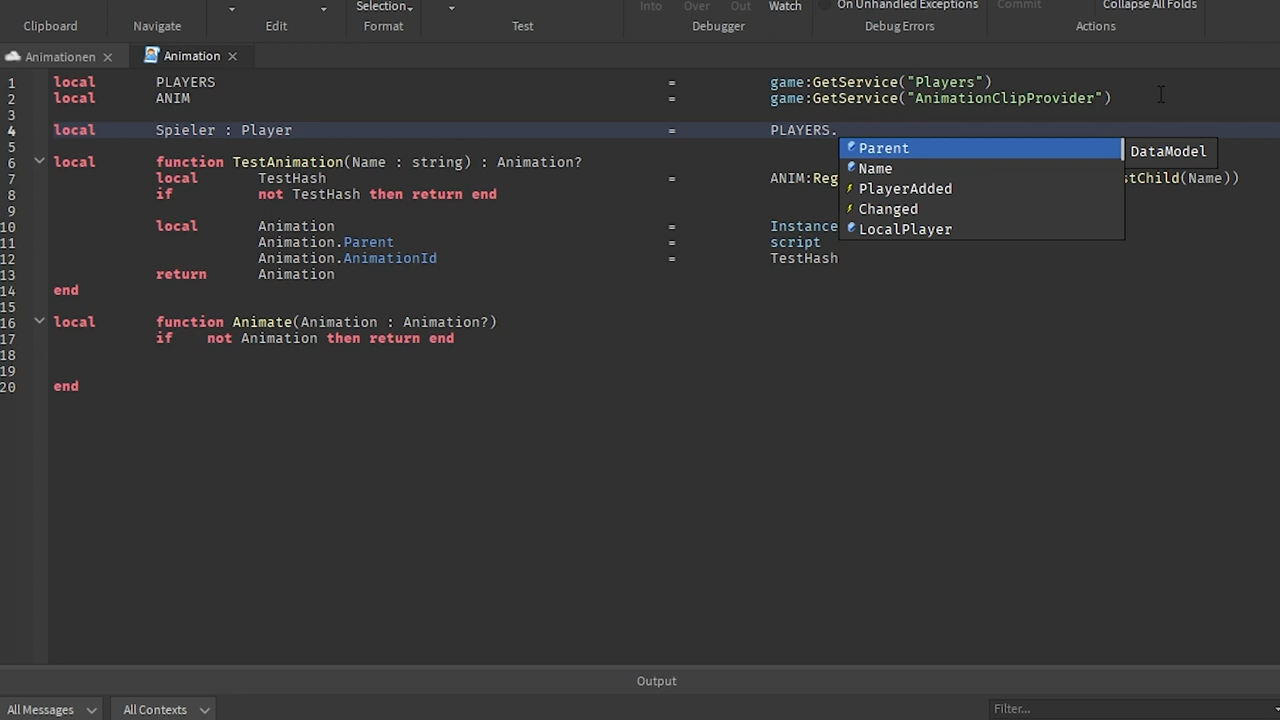 Selection
Into Over Out Watch
On Unhandled Exceptions
Commit
Collapse All Folds
Clipboard
Navigate
Edit
Format
Test
Debugger
Debug Errors
Actions
Animationen
Animation
1 local PLAYERS = game:GetService("Players")
2 local ANIM = game:GetService("AnimationClipProvider")
3
4 local Spieler : Player = PLAYERS.
5
6 local function TestAnimation(Name : string) : Animation?
7 local TestHash = ANIM:Reg stChild(Name))
8 if not TestHash then return end
9
10 local Animation = Instance
11 Animation.Parent = script
12 Animation.AnimationId = TestHash
13 return Animation
14 end
15
16 local function Animate(Animation : Animation?)
17 if not Animation then return end
18
19
20 end
Parent
Name
PlayerAdded
Changed
LocalPlayer
DataModel
Output
All Messages
All Contexts
Filter...